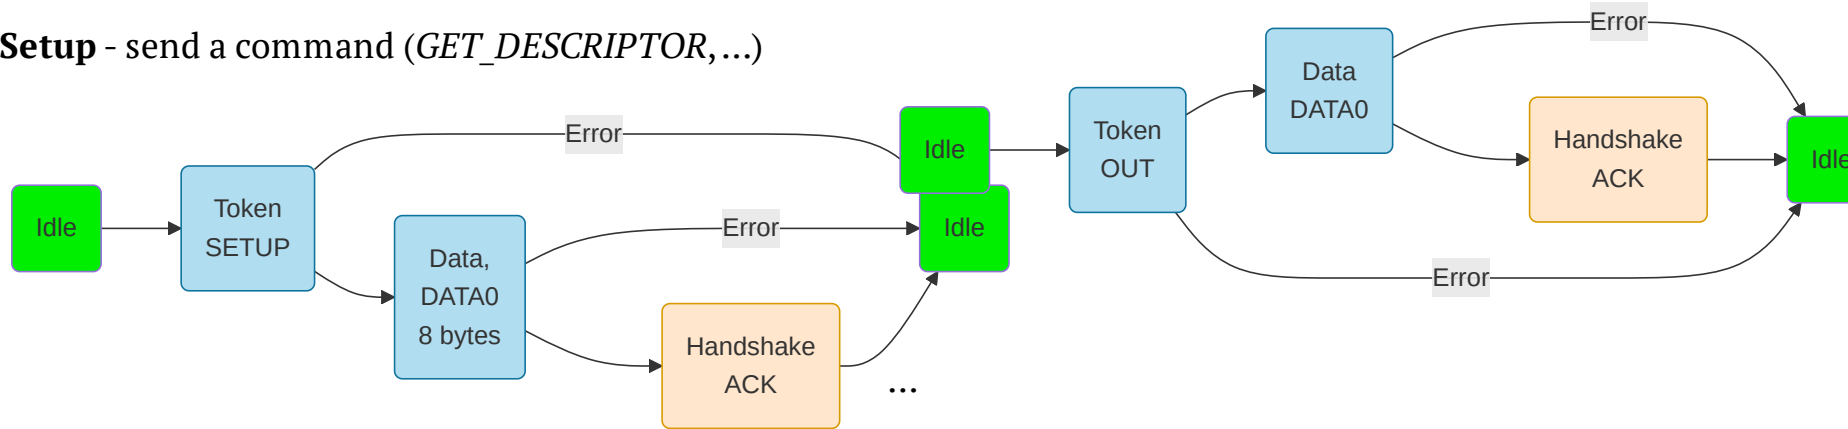 Setup - send a command (GET_DESCRIPTOR, ...)
Idle
Token
SETUP
Error
Data,
DATA0
8 bytes
Error
Handshake
ACK
Idle
Idle
...
Token
OUT
Data
DATA0
Error
Handshake
ACK
Error
Idle